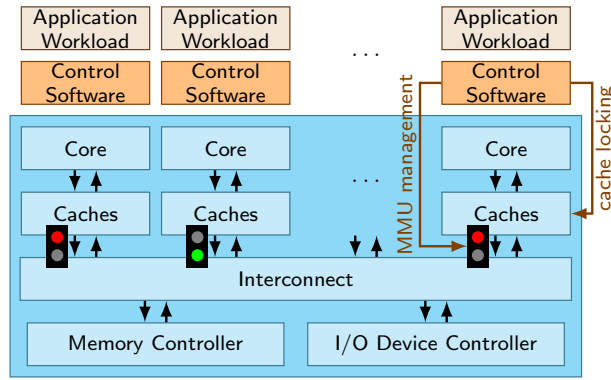 Application
Workload
Application
Workload
. . .
Application
Workload
Control
Software
Control
Software
Control
Software
MMU management
cache locking
Core
Core
. . .
Core
Caches
Caches
Caches
Interconnect
Memory Controller
I/O Device Controller